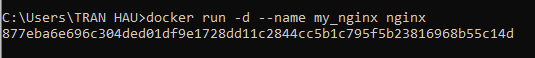 C:\Users\TRAN HAU>docker run -d --name my_nginx nginx
877eba6e696c304ded01df9e1728dd11c2844cc5b1c795f5b23816968b55c14d